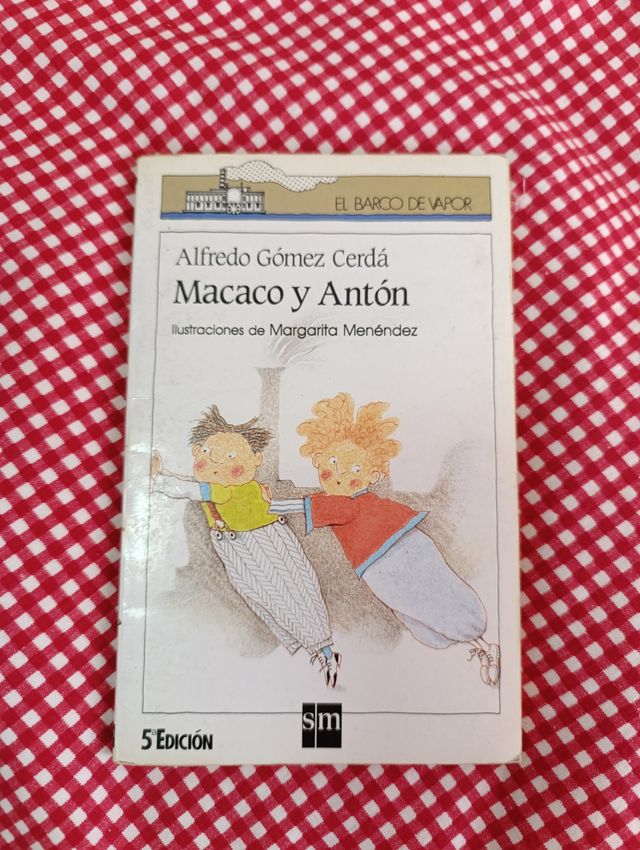 EL BARCO DE VAPOR
Alfredo Gómez Cerdá
Macaco y Antón
Ilustraciones de Margarita Menéndez
5ª EDICIÓN
sm